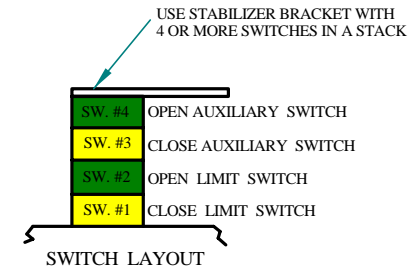 USE STABILIZER BRACKET WITH
4 OR MORE SWITCHES IN A STACK
SW. #4 OPEN AUXILIARY SWITCH
SW. #3 CLOSE AUXILIARY SWITCH
SW. #2 OPEN LIMIT SWITCH
SW. #1 CLOSE LIMIT SWITCH
SWITCH LAYOUT